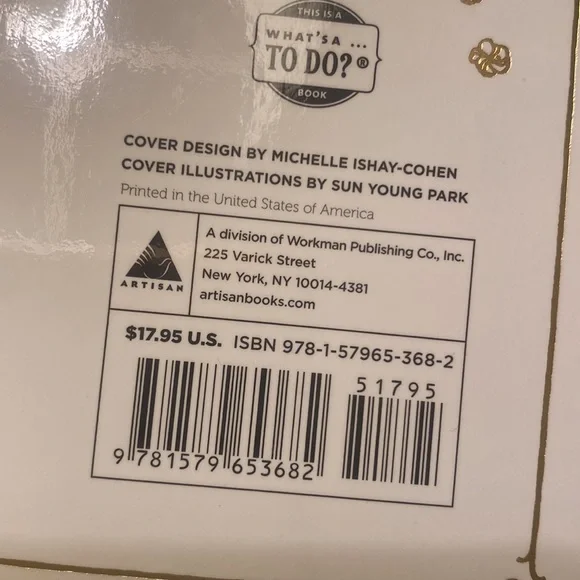 THIS IS A
WHAT'S A ...
TO DO?®
BOOK
COVER DESIGN BY MICHELLE ISHAY-COHEN
COVER ILLUSTRATIONS BY SUN YOUNG PARK
Printed in the United States of America
ARTISAN
A division of Workman Publishing Co., Inc.
225 Varick Street
New York, NY 10014-4381
artisanbooks.com
$17.95 U.S. ISBN 978-1-57965-368-2
51795
9 781579 653682